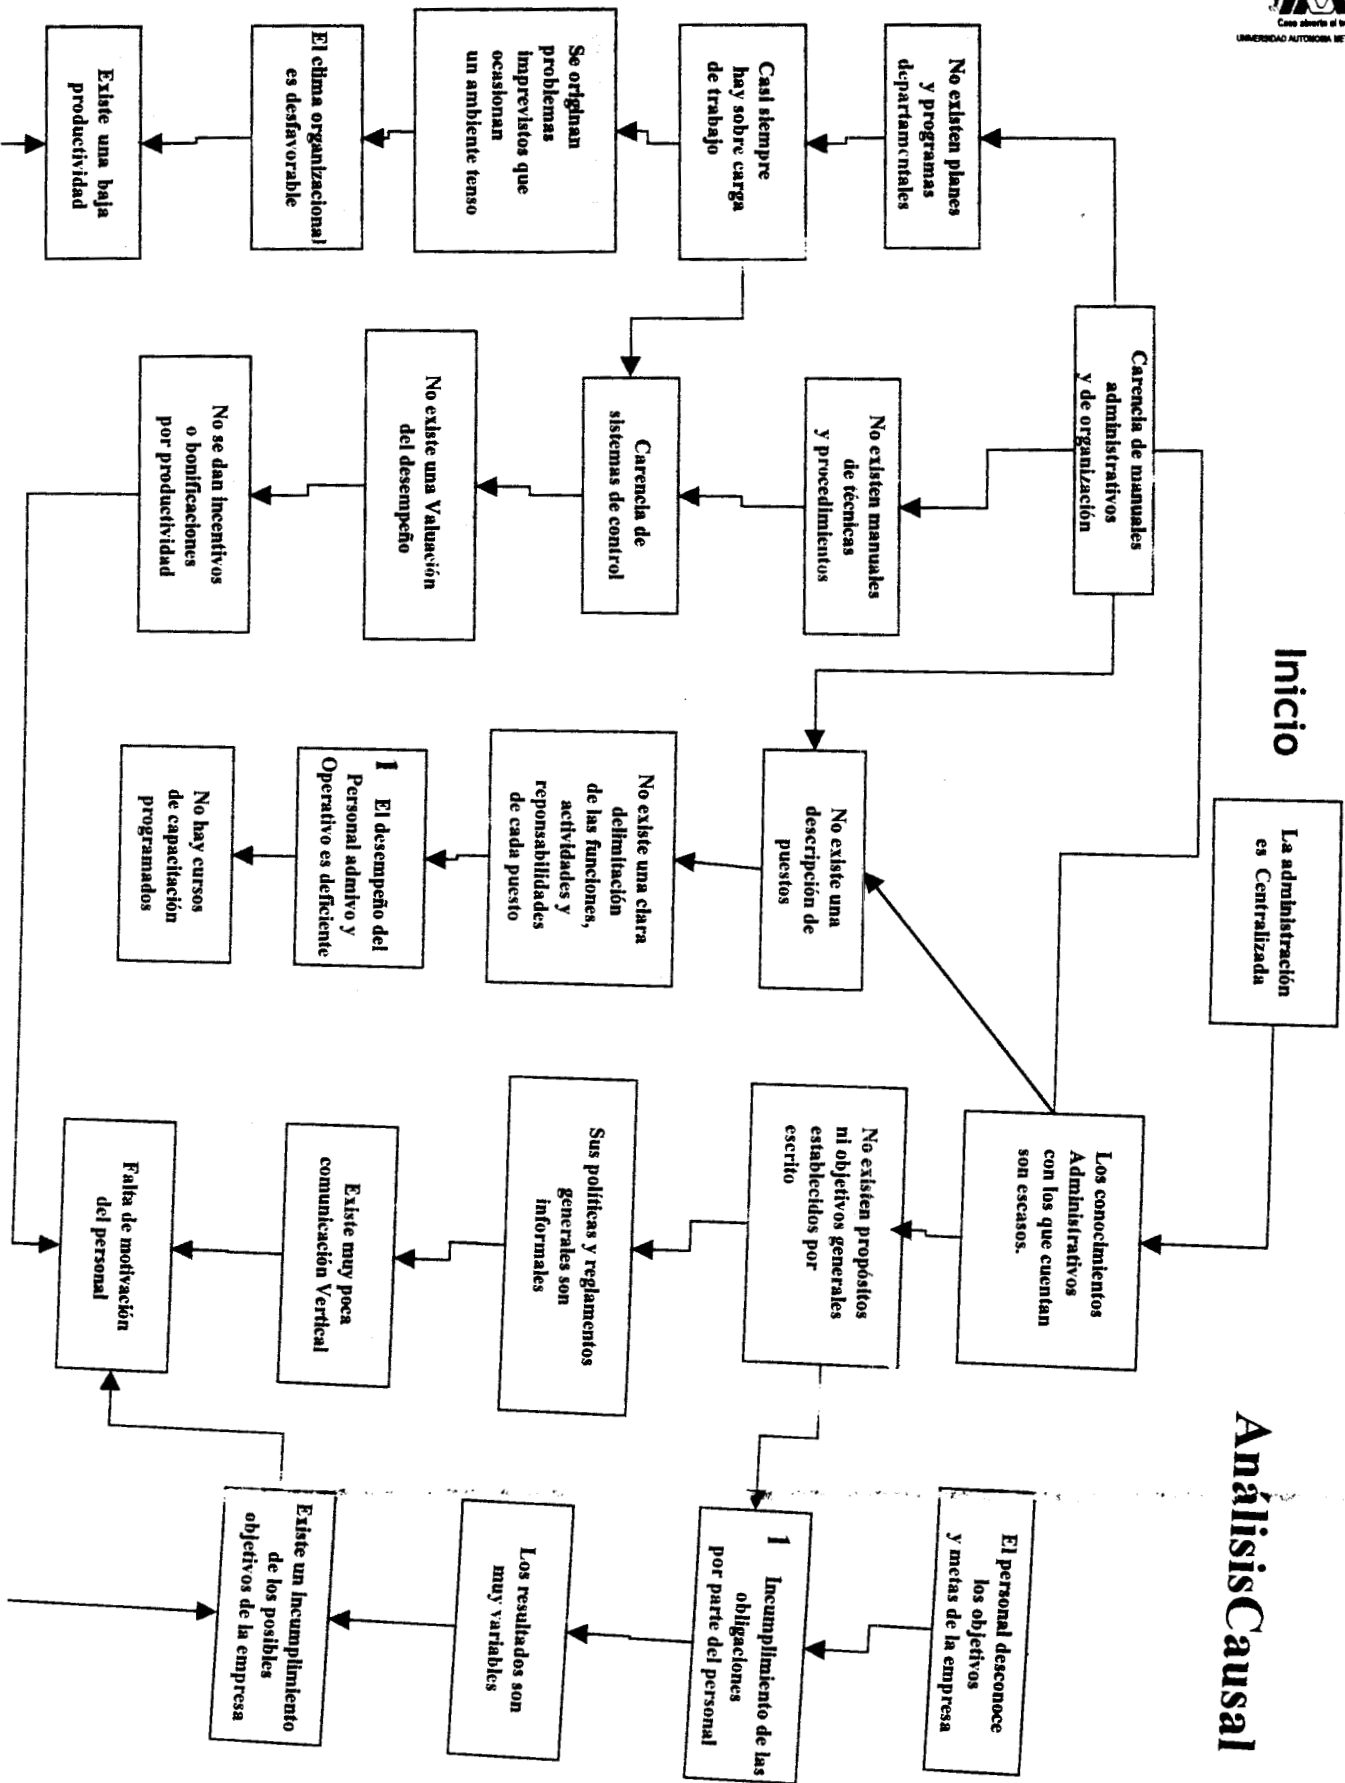 Casa abierta al
UNIVERSIDAD AUTONOMA
Inicio
AnálisisCausal
La administración
es Centralizada
Carencia de manuales
administrativos
y de organización
Los conocimientos
Administrativos
con los que cuentan
son escasos.
El personal desconoce
los objetivos
y metas de la empresa
No existen planes
y programas
departamentales
No existen manuales
de técnicas
y procedimientos
No existe una
descripción de
puestos
No existen propósitos
ni objetivos generales
establecidos por
escrito
1 Incumplimiento de las
obligaciones
por parte del personal
Casi siempre
hay sobre carga
de trabajo
Carencia de
sistemas de control
No existe una clara
delimitación
de las funciones,
actividades y
reponsabilidades
de cada puesto
Sus políticas y reglamentos
generales son
informales
Los resultados son
muy variables
Se originan
problemas
imprevistos que
ocasionan
un ambiente tenso
No existe una Valuación
del desempeño
1 El desempeño del
Personal admivo y
Operativo es deficiente
Existe muy poca
comunicación Vertical
Existe un incumplimiento
de los posibles
objetivos de la empresa
El clima organizacional
es desfavorable
No se dan incentivos
o bonificaciones
por productividad
No hay cursos
de capacitación
programados
Falta de motivación
del personal
Existe una baja
productividad